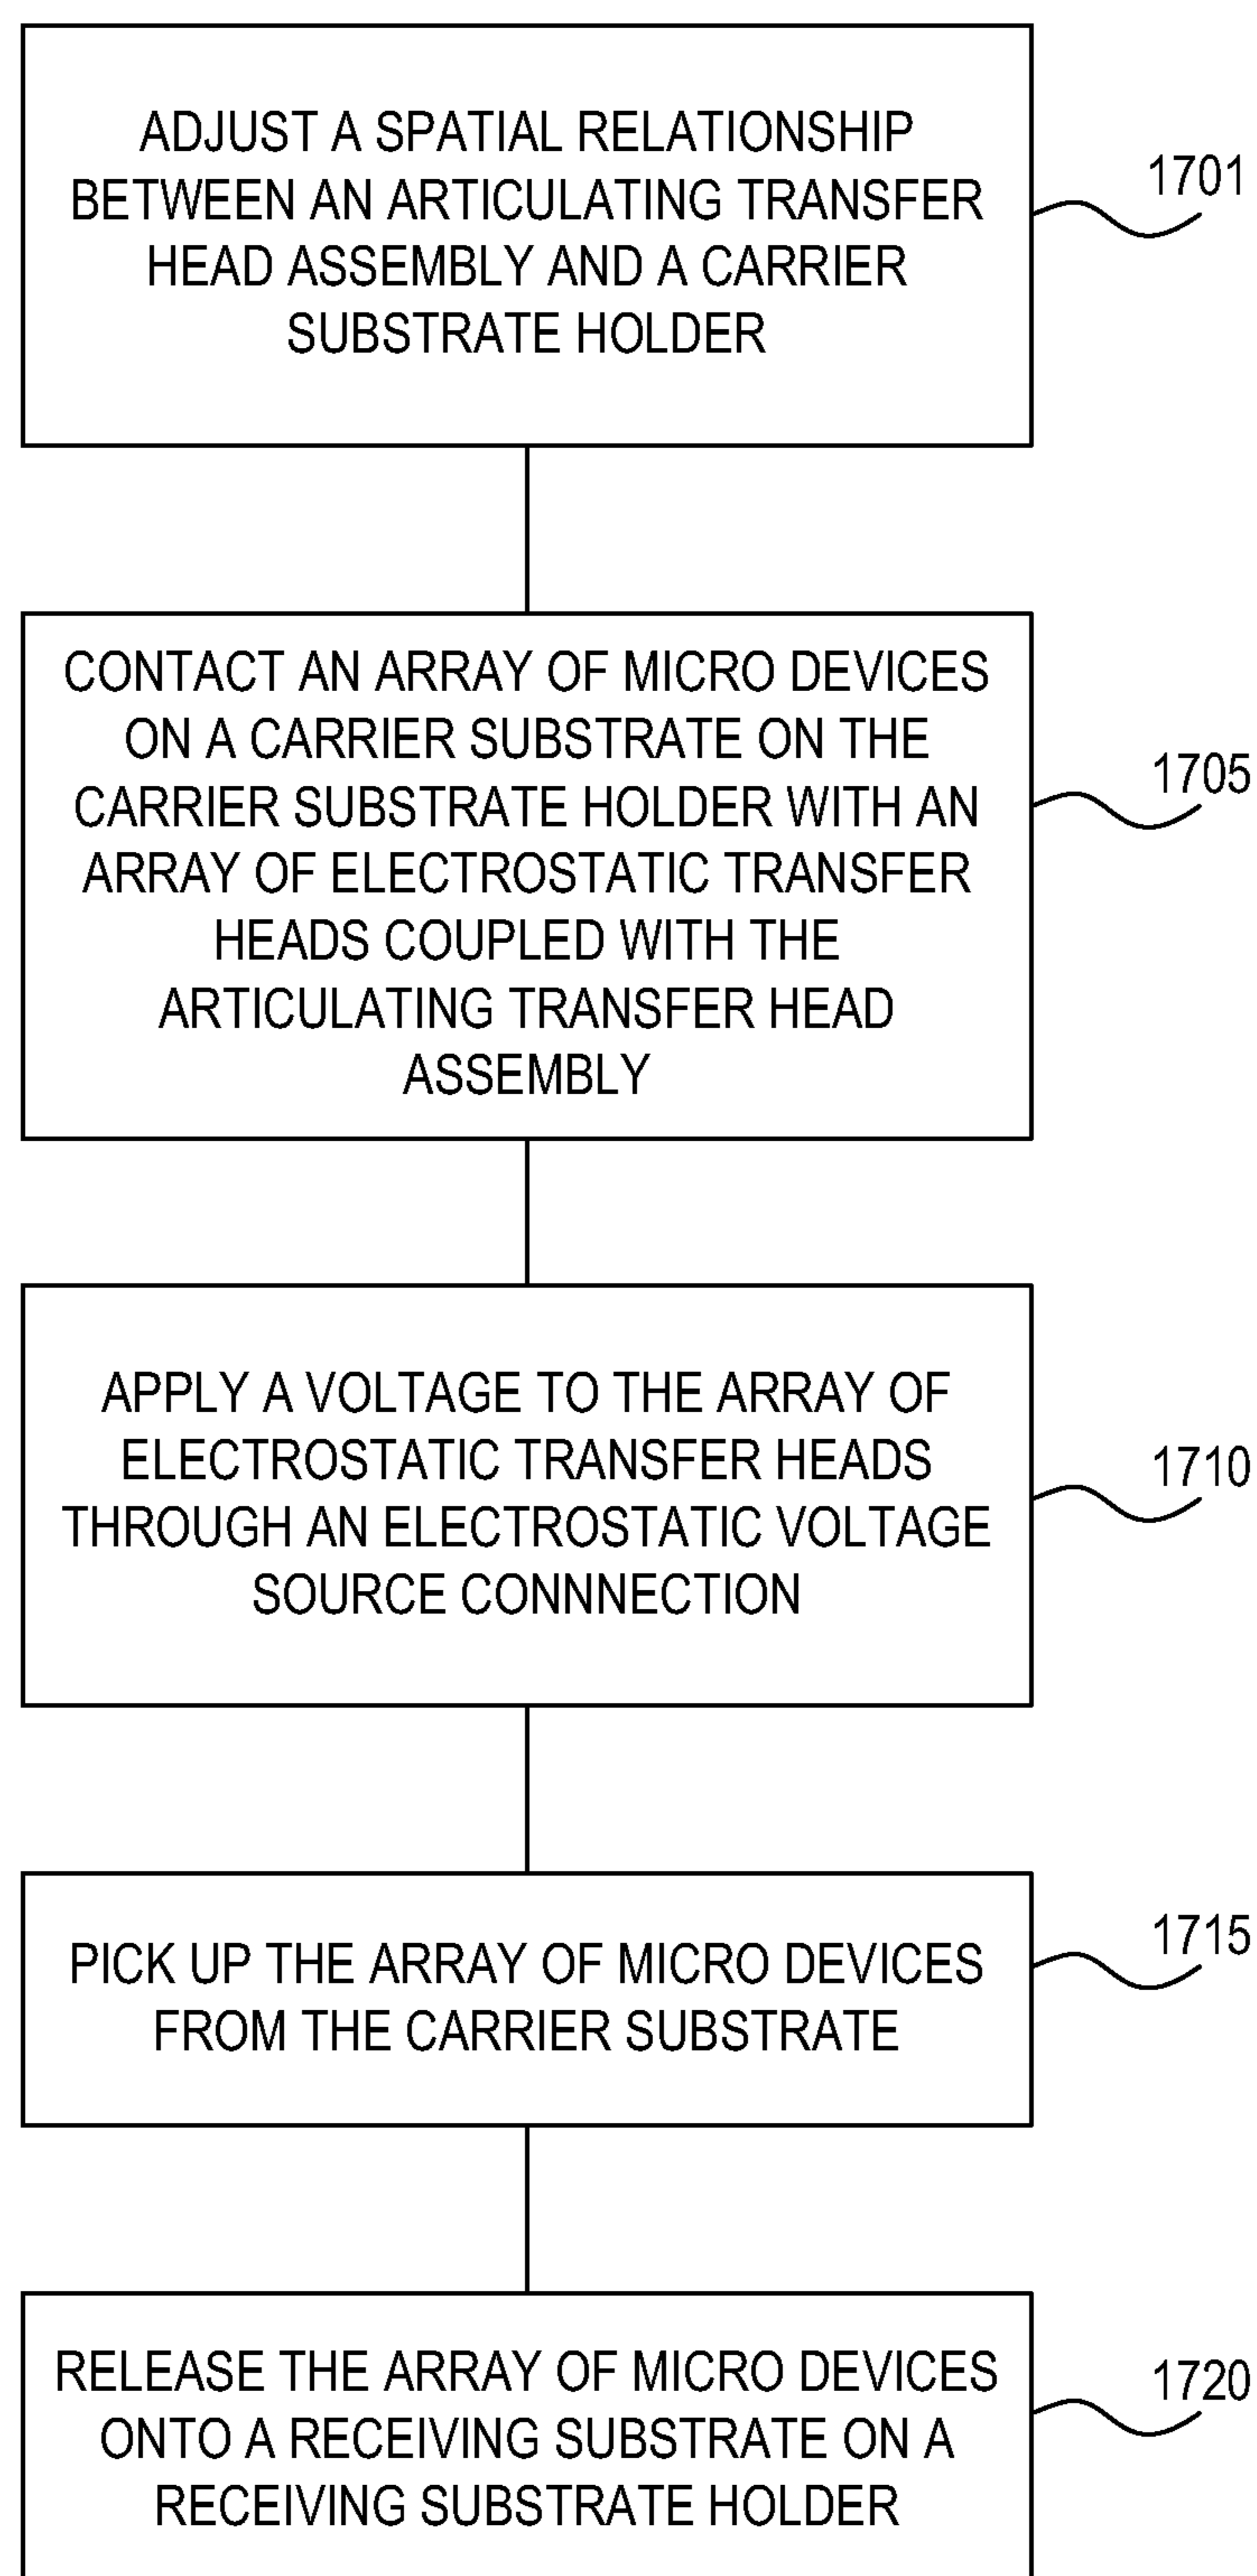 ADJUST A SPATIAL RELATIONSHIP
BETWEEN AN ARTICULATING TRANSFER
HEAD ASSEMBLY AND A CARRIER
SUBSTRATE HOLDER
1701
CONTACT AN ARRAY OF MICRO DEVICES
ON A CARRIER SUBSTRATE ON THE
CARRIER SUBSTRATE HOLDER WITH AN
ARRAY OF ELECTROSTATIC TRANSFER
HEADS COUPLED WITH THE
ARTICULATING TRANSFER HEAD
ASSEMBLY
1705
APPLY A VOLTAGE TO THE ARRAY OF
ELECTROSTATIC TRANSFER HEADS
THROUGH AN ELECTROSTATIC VOLTAGE
SOURCE CONNNECTION
1710
PICK UP THE ARRAY OF MICRO DEVICES
FROM THE CARRIER SUBSTRATE
1715
RELEASE THE ARRAY OF MICRO DEVICES
ONTO A RECEIVING SUBSTRATE ON A
RECEIVING SUBSTRATE HOLDER
1720